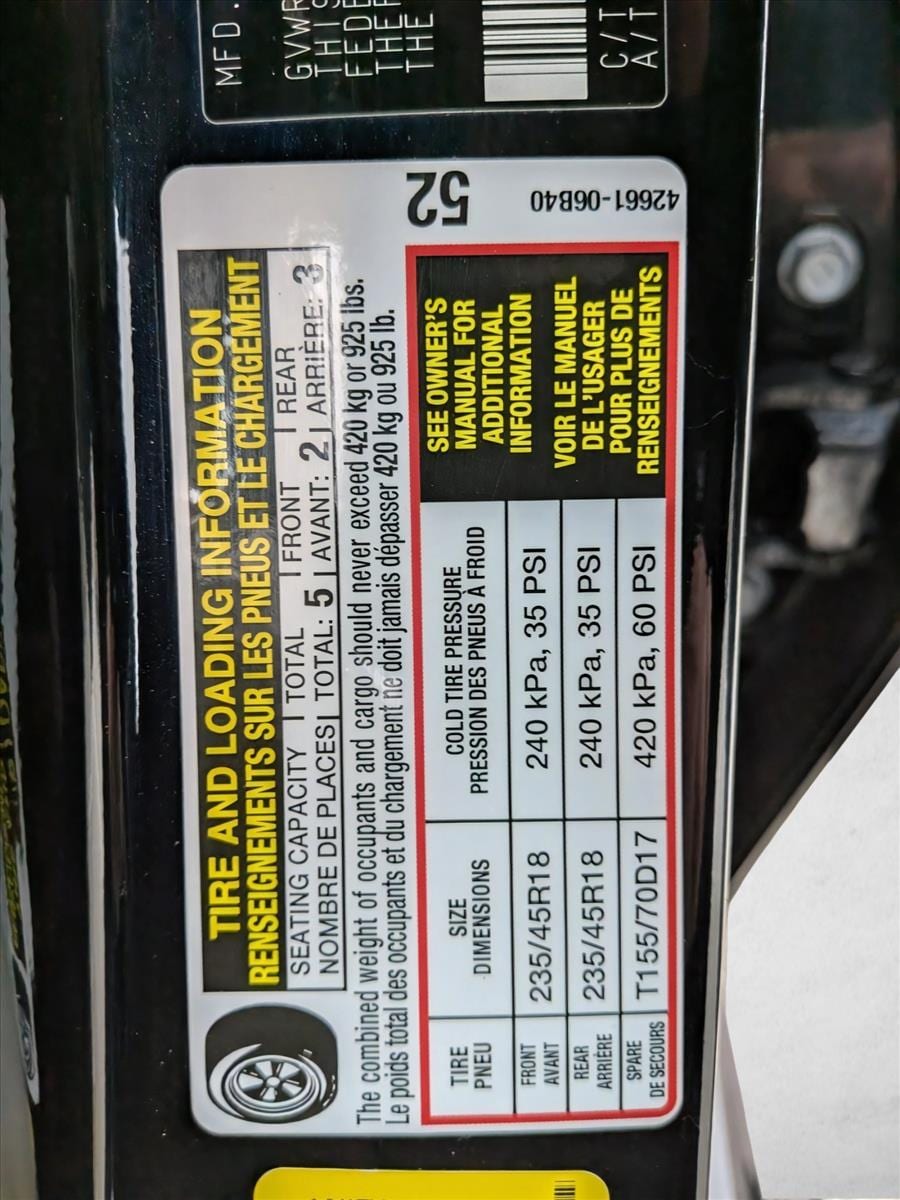 TIRE AND LOADING INFORMATION
RENSEIGNEMENTS SUR LES PNEUS ET LE CHARGEMENT
SEATING CAPACITY | TOTAL | FRONT | REAR
NOMBRE DE PLACES | TOTAL: 5 | AVANT: 2 | ARRIÈRE: 3
The combined weight of occupants and cargo should never exceed 420 kg or 925 lbs.
Le poids total des occupants et du chargement ne doit jamais dépasser 420 kg ou 925 lb.
TIRE
PNEU
SIZE
DIMENSIONS
COLD TIRE PRESSURE
PRESSION DES PNEUS À FROID
FRONT
AVANT
235/45R18
240 kPa, 35 PSI
REAR
ARRIÈRE
235/45R18
240 kPa, 35 PSI
SPARE
DE SECOURS
T155/70D17
420 kPa, 60 PSI
SEE OWNER'S
MANUAL FOR
ADDITIONAL
INFORMATION
VOIR LE MANUEL
DE L'USAGER
POUR PLUS DE
RENSEIGNEMENTS
52
42661-06B40
MFD.
GVWR
THIS
THE
C/T
A/T